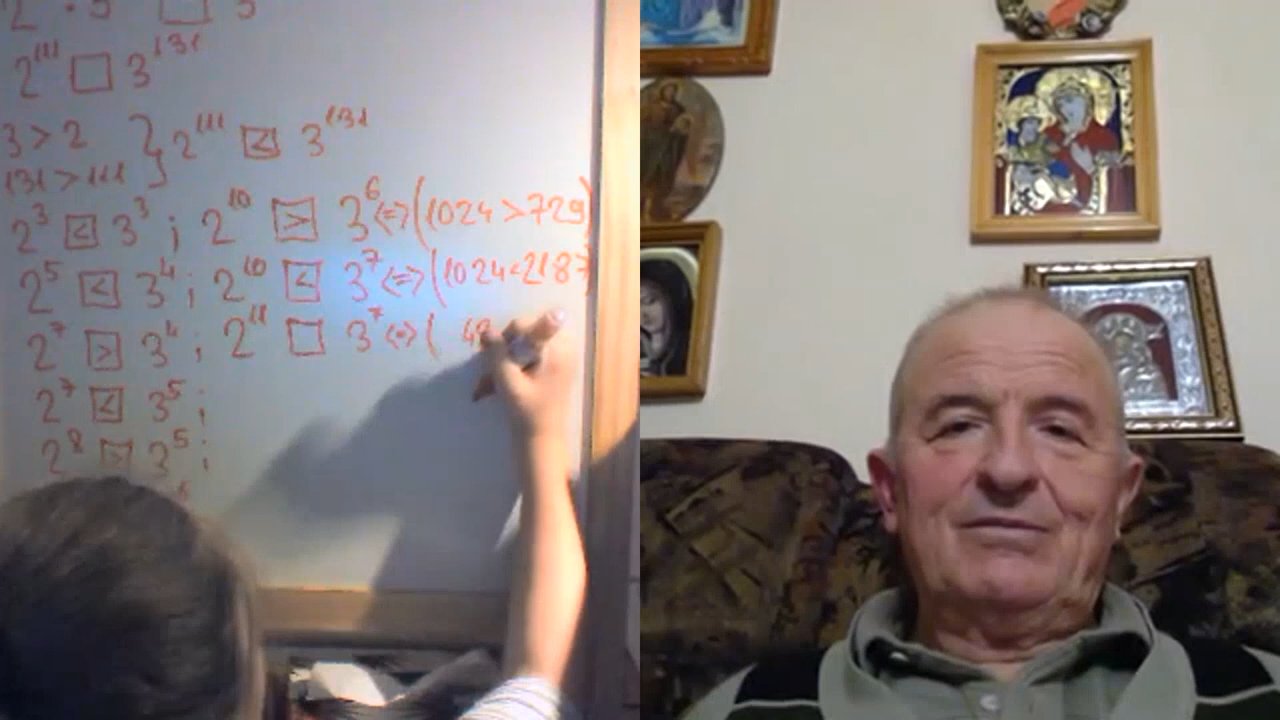 2¹¹¹ □ 3¹³¹
3 > 2 } 2¹¹¹ < 3¹³¹
131 > 111
2³ < 3³ ; 2¹⁰ > 3⁶ <=> (1024 > 729)
2⁵ < 3⁴ ; 2¹⁰ < 3⁷ <=> (1024 < 2187)
2⁷ > 3⁴ ; 2¹¹ □ 3⁷ <=> (
2⁷ < 3⁵ ;
2⁸ > 3⁵ ;